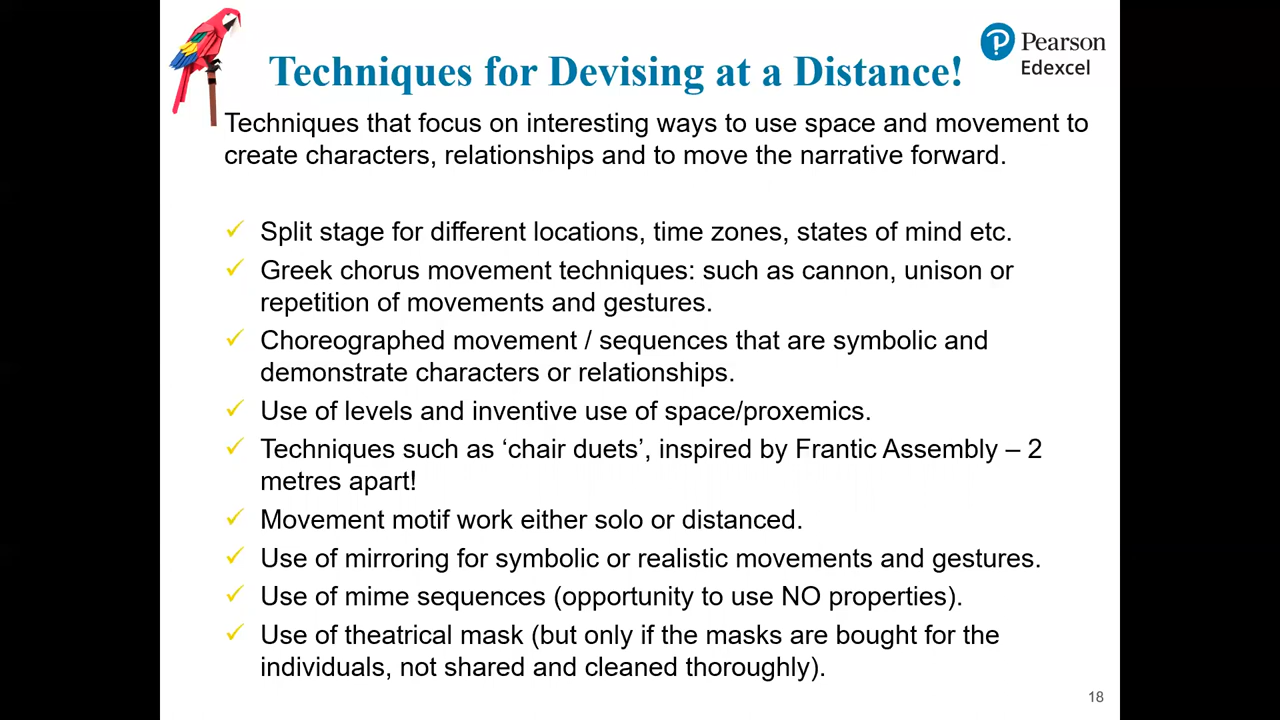 Pearson
Edexcel
Techniques for Devising at a Distance!
Techniques that focus on interesting ways to use space and movement to
create characters, relationships and to move the narrative forward.
✓ Split stage for different locations, time zones, states of mind etc.
✓ Greek chorus movement techniques: such as cannon, unison or
repetition of movements and gestures.
✓ Choreographed movement / sequences that are symbolic and
demonstrate characters or relationships.
✓ Use of levels and inventive use of space/proxemics.
✓ Techniques such as ‘chair duets’, inspired by Frantic Assembly – 2
metres apart!
✓ Movement motif work either solo or distanced.
✓ Use of mirroring for symbolic or realistic movements and gestures.
✓ Use of mime sequences (opportunity to use NO properties).
✓ Use of theatrical mask (but only if the masks are bought for the
individuals, not shared and cleaned thoroughly).
18